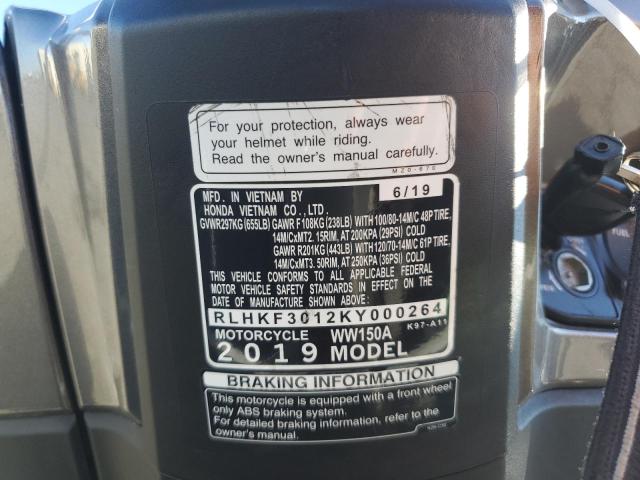 For your protection, always wear
your helmet while riding.
Read the owner's manual carefully.
MFD. IN VIETNAM BY 6/19
HONDA VIETNAM CO., LTD.
GVWR297KG (655LB) GAWR F108KG (238LB) WITH 100/80-14M/C 48P TIRE,
14M/CxMT2. 15RIM, AT 200KPA (29PSI) COLD
GAWR R201KG (443LB) WITH 120/70-14M/C 61P TIRE,
14M/CxMT3. 50RIM, AT 250KPA (36PSI) COLD
THIS VEHICLE CONFORMS TO ALL APPLICABLE FEDERAL
MOTOR VEHICLE SAFETY STANDARDS IN EFFECT ON THE
DATE OF MANUFACTURE SHOWN ABOVE:
RLHKF3012KY000264
K97-A11
MOTORCYCLE WW150A
2019 MODEL
BRAKING INFORMATION
This motorcycle is equipped with a front wheel
only ABS braking system.
For detailed braking information, refer to the
owner's manual.